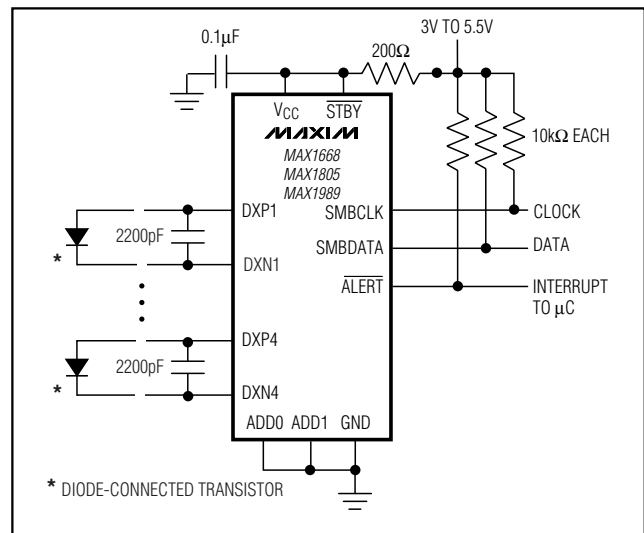 3V TO 5.5V
0.1µF
200Ω
VCC
STBY
MAXIM
10kΩ EACH
MAX1668
MAX1805
MAX1989
DXP1
SMBCLK
CLOCK
2200pF
SMBDATA
DATA
*
DXN1
ALERT
INTERRUPT
TO µC
DXP4
2200pF
*
DXN4
ADD0 ADD1 GND
* DIODE-CONNECTED TRANSISTOR